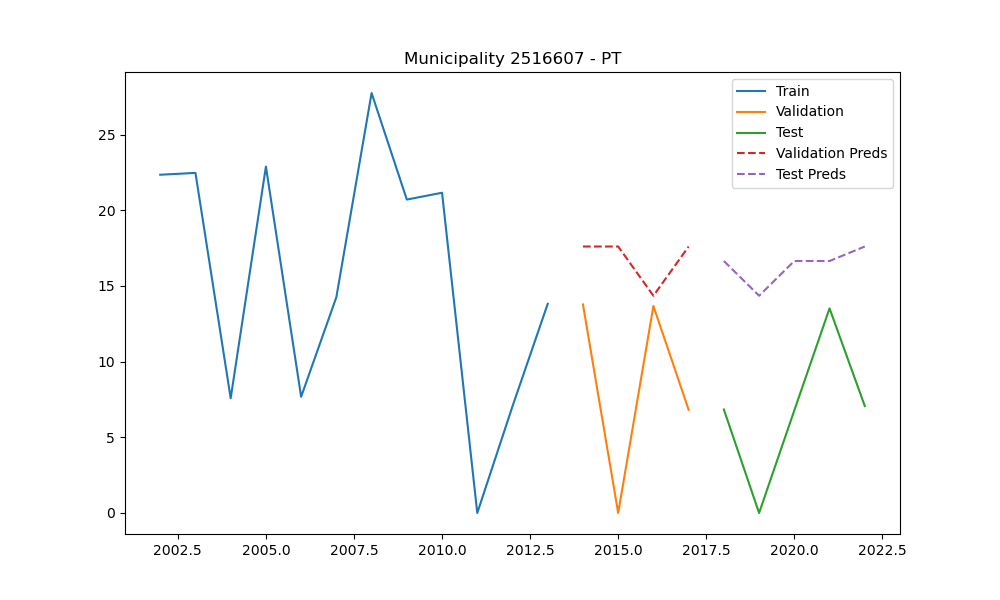 Municipality 2516607 - PT
Train
Validation
Test
Validation Preds
Test Preds
25
20
15
10
5
0
2002.5 2005.0 2007.5 2010.0 2012.5 2015.0 2017.5 2020.0 2022.5